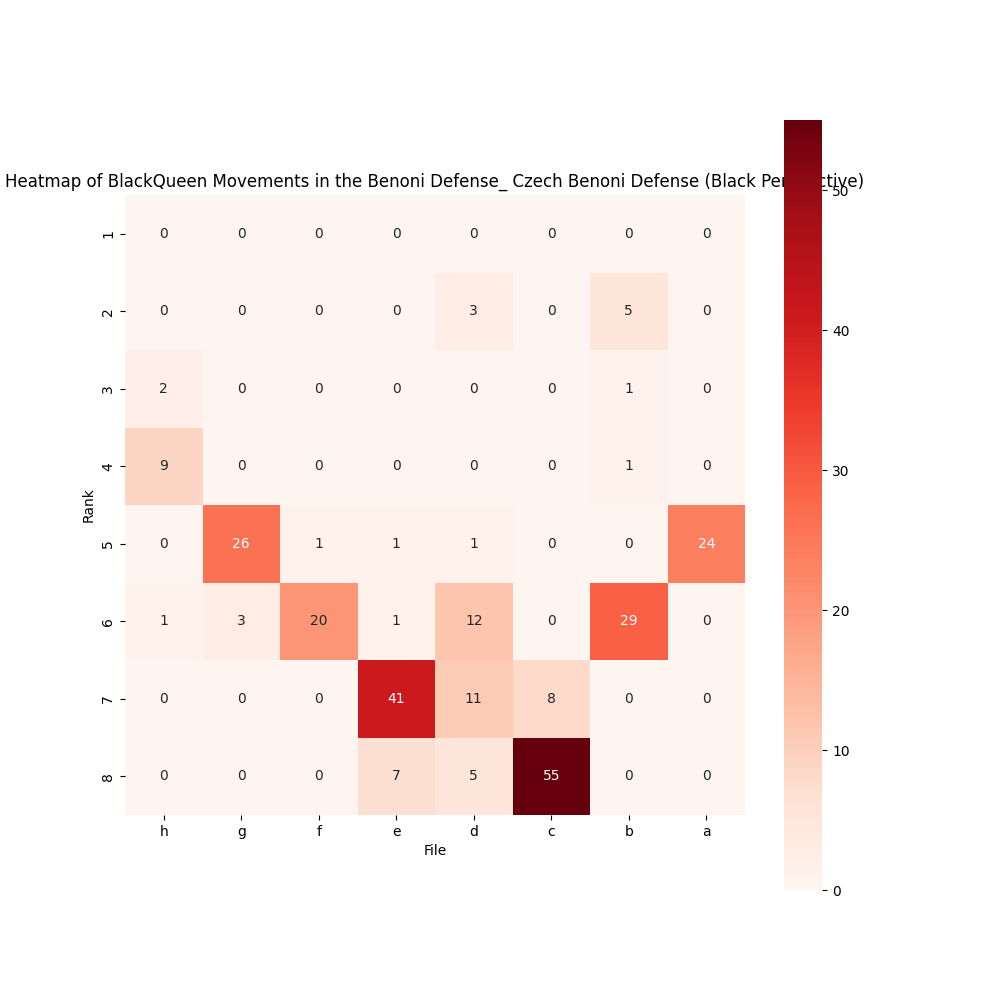 Heatmap of BlackQueen Movements in the Benoni Defense_ Czech Benoni Defense (Black Perspective)
Rank
1 0 0 0 0 0 0 0 0
2 0 0 0 0 3 0 5 0
3 2 0 0 0 0 0 1 0
4 9 0 0 0 0 0 1 0
5 0 26 1 1 1 0 0 24
6 1 3 20 1 12 0 29 0
7 0 0 0 41 11 8 0 0
8 0 0 0 7 5 55 0 0
h g f e d c b a
File
50
40
30
20
10
0